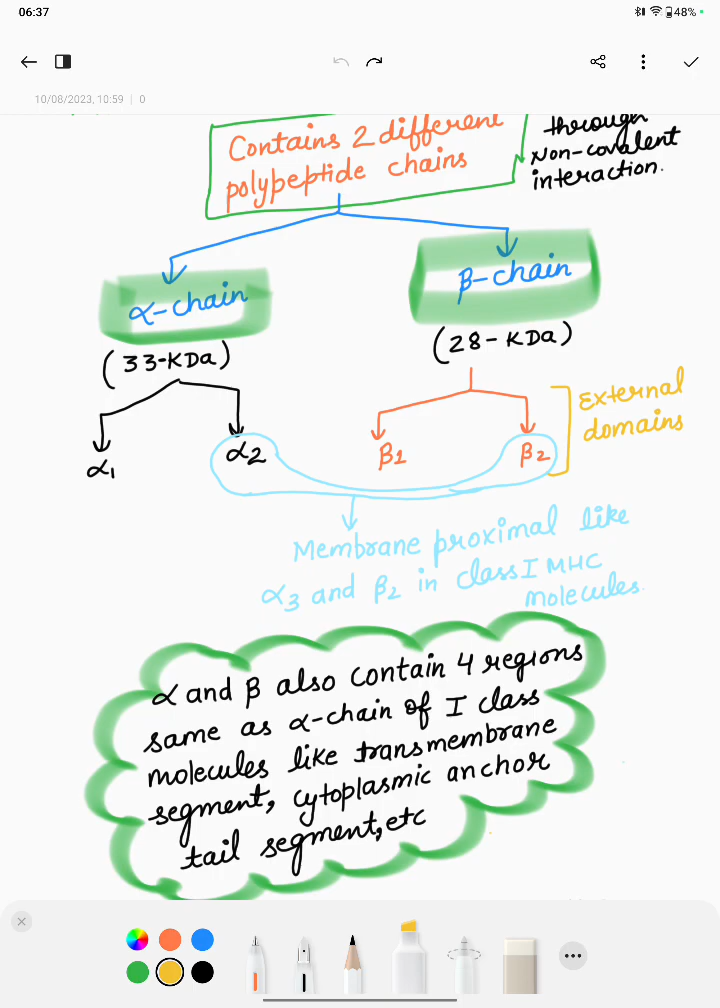 06:37
48%
10/08/2023, 10:59 | 0
Contains 2 different
polypeptide chains
through
Non-covalent
interaction.
α-chain
β-chain
(33-KDa)
(28-KDa)
External
domains
α1
α2
β1
β2
Membrane proximal like
α3 and β2 in class I MHC
molecules.
α and β also contain 4 regions
same as α-chain of I class
molecules like transmembrane
segment, cytoplasmic anchor
tail segment, etc